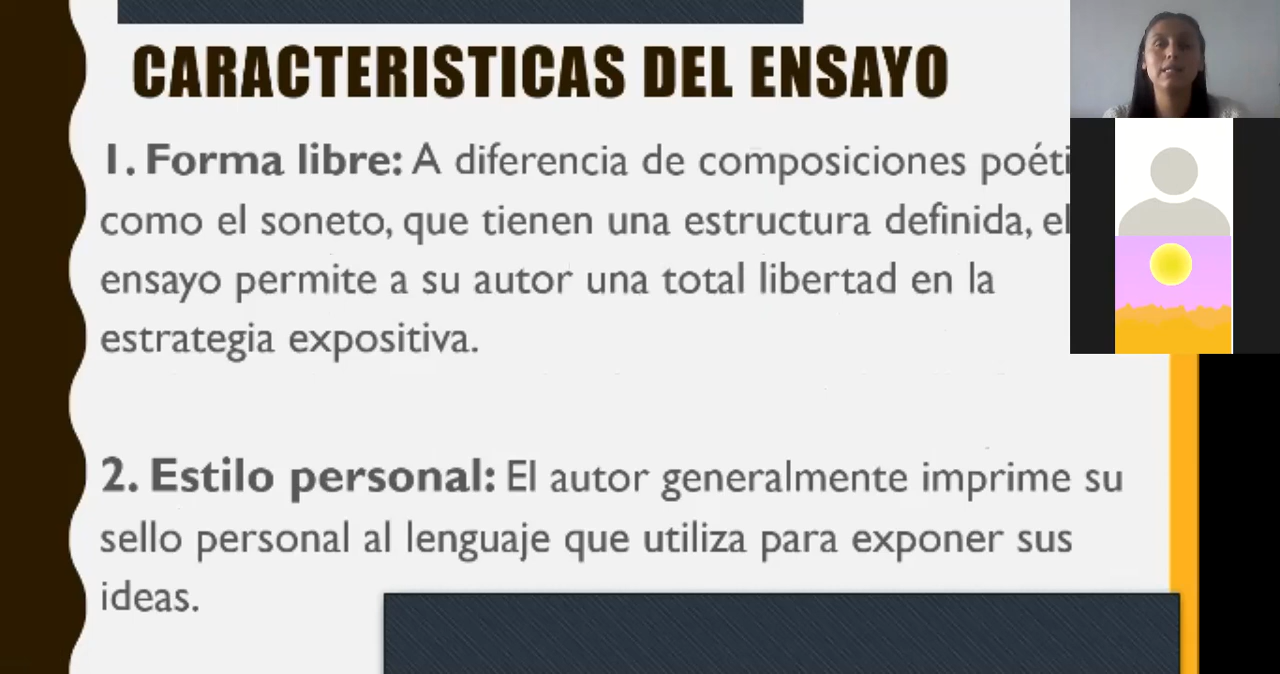 CARACTERISTICAS DEL ENSAYO
1. Forma libre: A diferencia de composiciones
como el soneto, que tienen una estructura definida, el
ensayo permite a su autor una total libertad en la
estrategia expositiva.
2. Estilo personal: El autor generalmente imprime su
sello personal al lenguaje que utiliza para exponer sus
ideas.